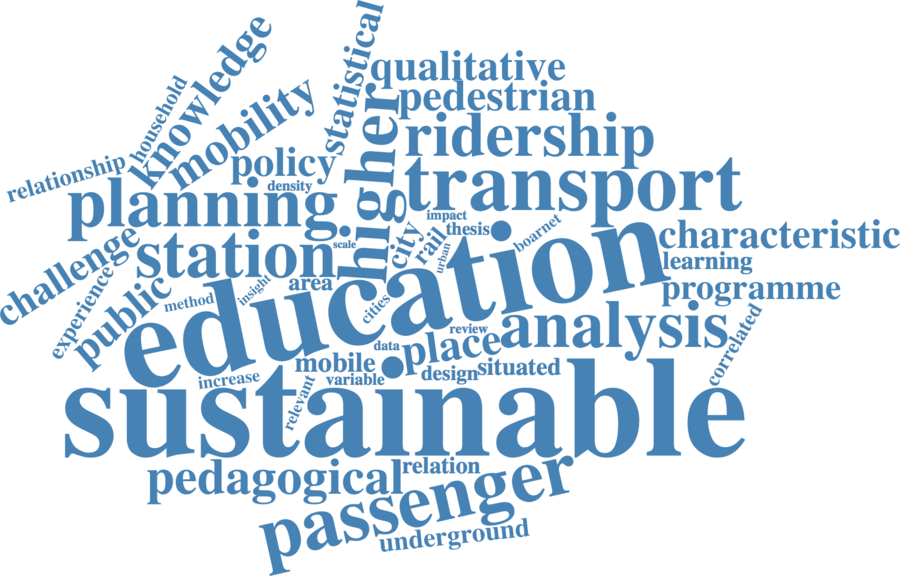 statistical
qualitative
knowledge
household
mobility
pedestrian
higher
ridership
policy
relationship
density
transport
planning
impact
thesis
boarnet
city
rail
urban
scale
characteristic
challenge
station
learning
area
education
experience
public
method
insight
cities
programme
analysis
review
correlated
data
place
mobile
situated
design
variable
increase
relevant
sustainable
relation
pedagogical
passenger
underground